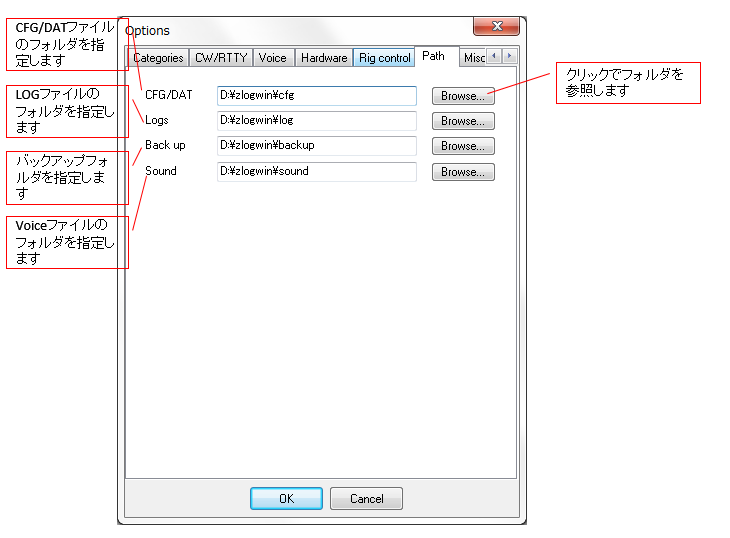 CFG/DATファイル
のフォルダを指
定します
LOGファイルの
フォルダを指定し
ます
バックアップフォ
ルダを指定しま
す
Voiceファイルの
フォルダを指定し
ます
Options
Categories CW/RTTY Voice Hardware Rig control Path Misc
CFG/DAT D:¥zlogwin¥cfg Browse...
Logs D:¥zlogwin¥log Browse...
Back up D:¥zlogwin¥backup Browse...
Sound D:¥zlogwin¥sound Browse...
OK Cancel
クリックでフォルダを
参照します